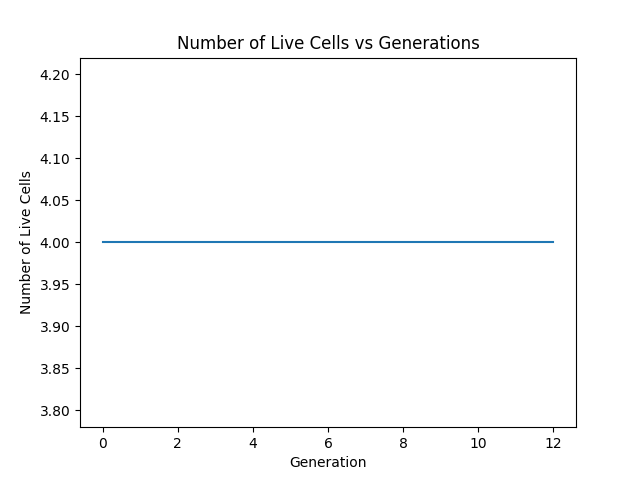 Number of Live Cells vs Generations
4.20
4.15
4.10
4.05
4.00
3.95
3.90
3.85
3.80
Number of Live Cells
0 2 4 6 8 10 12
Generation